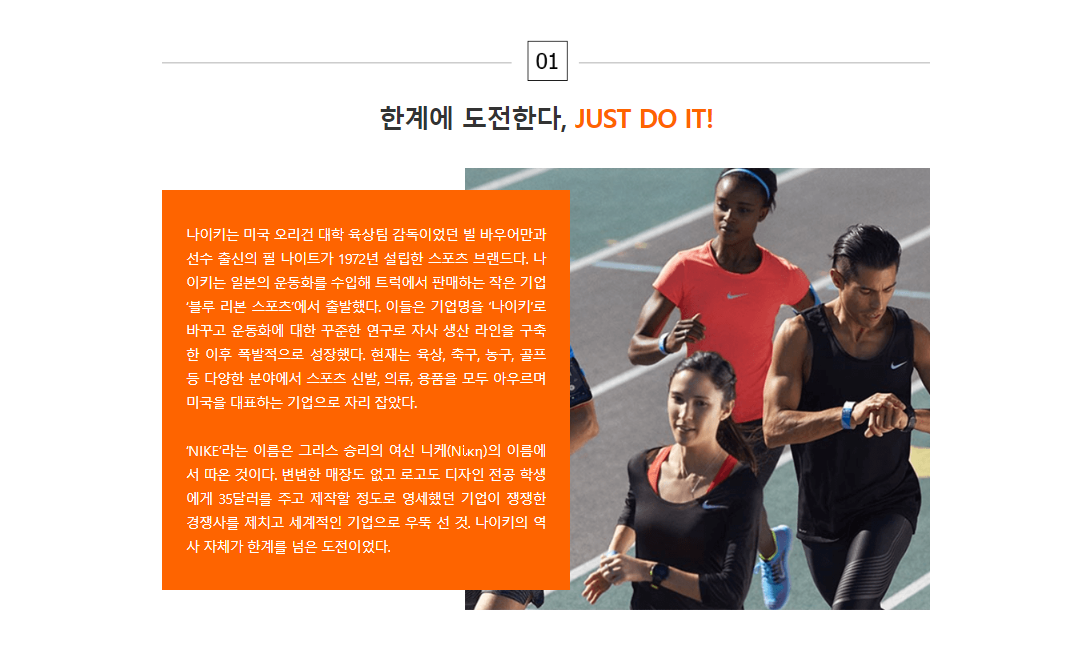 01
한계에 도전한다, JUST DO IT!
나이키는 미국 오리건 대학 육상팀 감독이었던 빌 바우어만과
선수 출신의 필 나이트가 1972년 설립한 스포츠 브랜드다. 나
이키는 일본의 운동화를 수입해 트럭에서 판매하는 작은 기업
‘블루 리본 스포츠’에서 출발했다. 이들은 기업명을 ‘나이키’로
바꾸고 운동화에 대한 꾸준한 연구로 자사 생산 라인을 구축
한 이후 폭발적으로 성장했다. 현재는 육상, 축구, 농구, 골프
등 다양한 분야에서 스포츠 신발, 의류, 용품을 모두 아우르며
미국을 대표하는 기업으로 자리 잡았다.
‘NIKE’라는 이름은 그리스 승리의 여신 니케(Νίκη)의 이름에
서 따온 것이다. 변변한 매장도 없고 로고도 디자인 전공 학생
에게 35달러를 주고 제작할 정도로 영세했던 기업이 쟁쟁한
경쟁사를 제치고 세계적인 기업으로 우뚝 선 것. 나이키의 역
사 자체가 한계를 넘은 도전이었다.